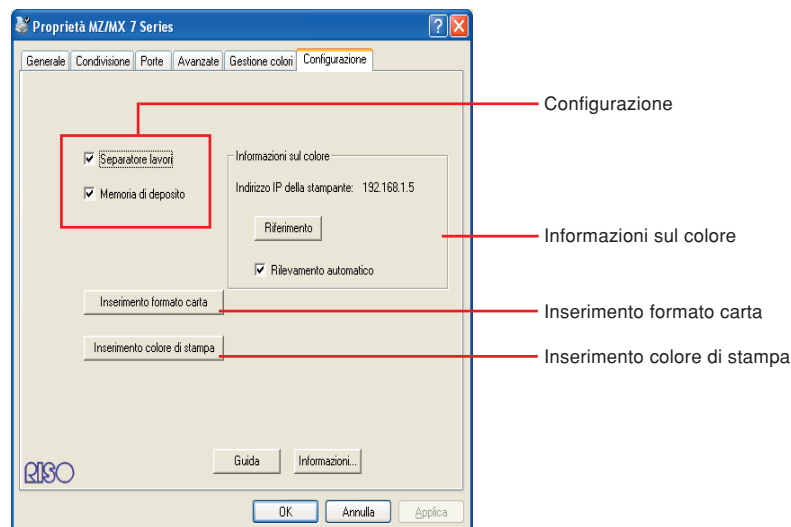 Proprietà MZ/MX 7 Series
Generale Condivisione Porte Avanzate Gestione colori Configurazione
Configurazione
Separatore lavori
Memoria di deposito
Informazioni sul colore
Indirizzo IP della stampante: 192.168.1.5
Riferimento
Rilevamento automatico
Informazioni sul colore
Inserimento formato carta
Inserimento formato carta
Inserimento colore di stampa
Inserimento colore di stampa
RISO
Guida Informazioni...
OK Annulla Applica